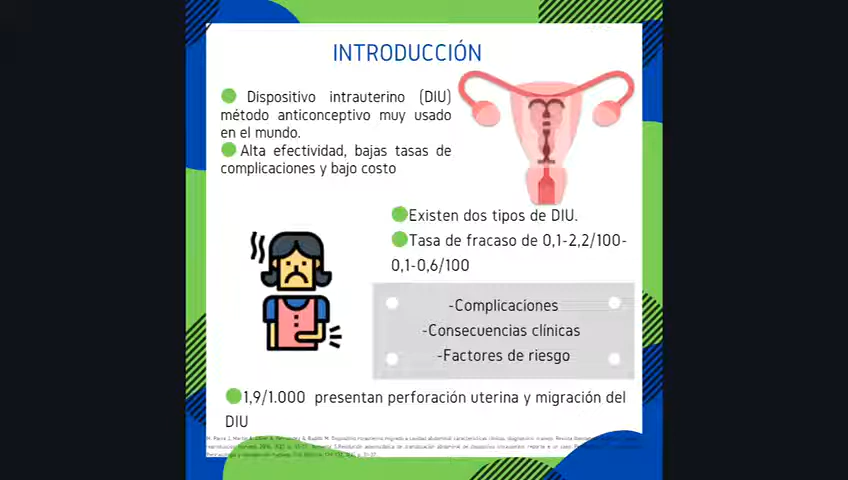 INTRODUCCIÓN
Dispositivo intrauterino (DIU)
método anticonceptivo muy usado
en el mundo.
Alta efectividad, bajas tasas de
complicaciones y bajo costo
Existen dos tipos de DIU.
Tasa de fracaso de 0,1-2,2/100-
0,1-0,6/100
-Complicaciones
-Consecuencias clínicas
-Factores de riesgo
1,9/1.000 presentan perforación uterina y migración del
DIU